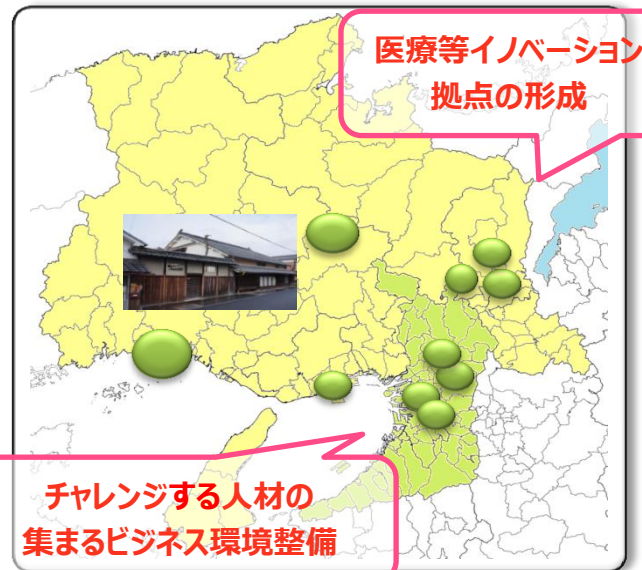 医療等イノベーション
拠点の形成
チャレンジする人材の
集まるビジネス環境整備